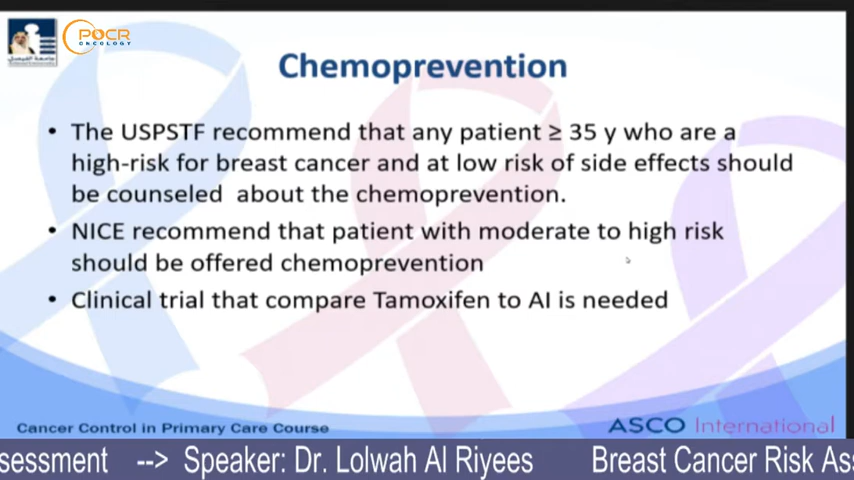 POCR
ONCOLOGY
Chemoprevention
• The USPSTF recommend that any patient ≥ 35 y who are a
high-risk for breast cancer and at low risk of side effects should
be counseled about the chemoprevention.
• NICE recommend that patient with moderate to high risk
should be offered chemoprevention
• Clinical trial that compare Tamoxifen to AI is needed
Cancer Control in Primary Care Course
ASCO International
sessment --> Speaker: Dr. Lolwah Al Riyees Breast Cancer Risk Ass